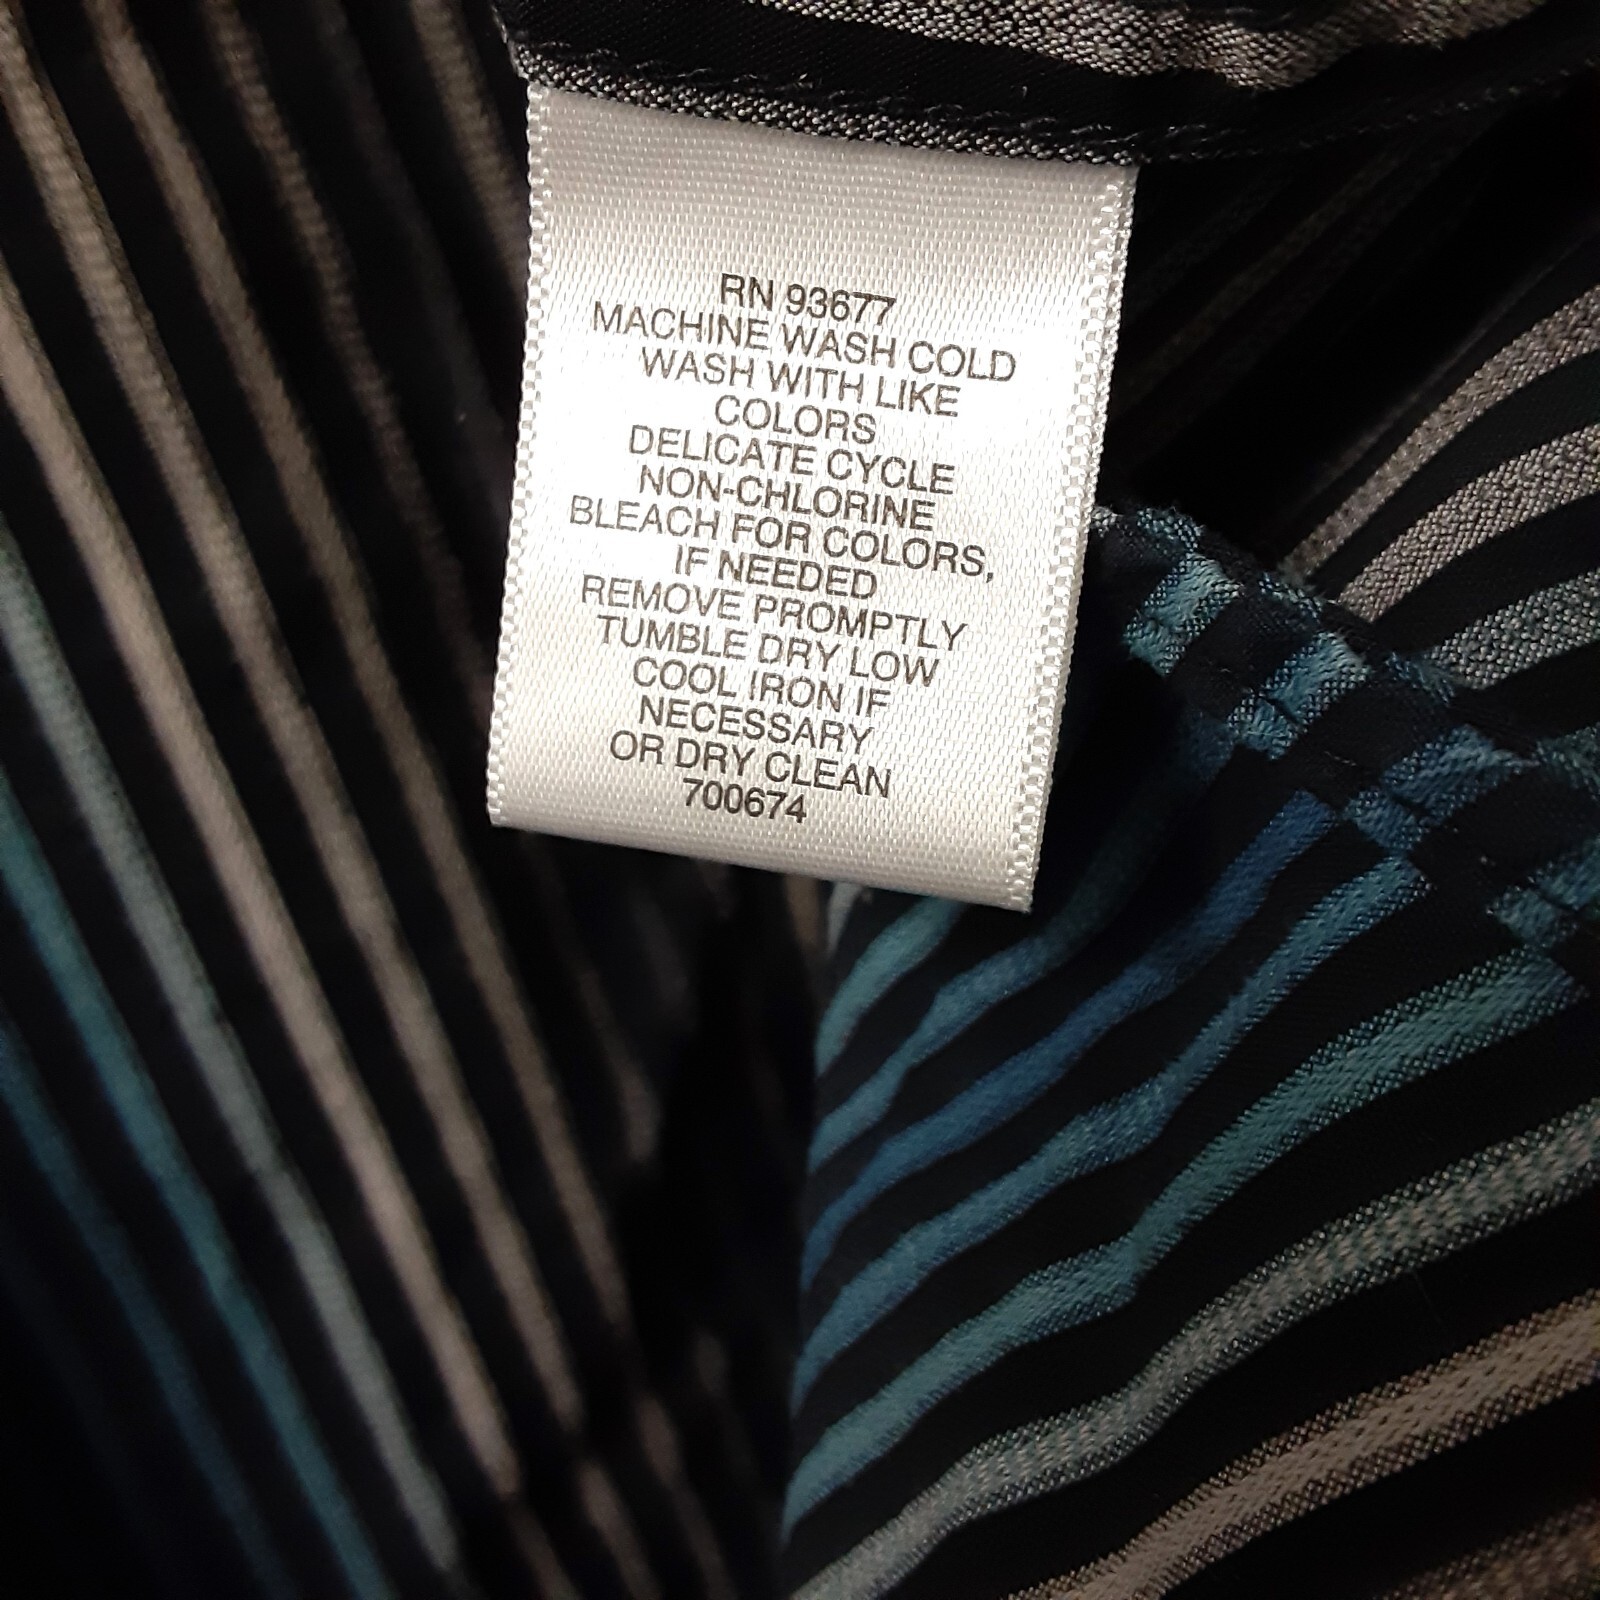 RN 93677
MACHINE WASH COLD
WASH WITH LIKE
COLORS
DELICATE CYCLE
NON-CHLORINE
BLEACH FOR COLORS,
IF NEEDED
REMOVE PROMPTLY
TUMBLE DRY LOW
COOL IRON IF
NECESSARY
OR DRY CLEAN
700674